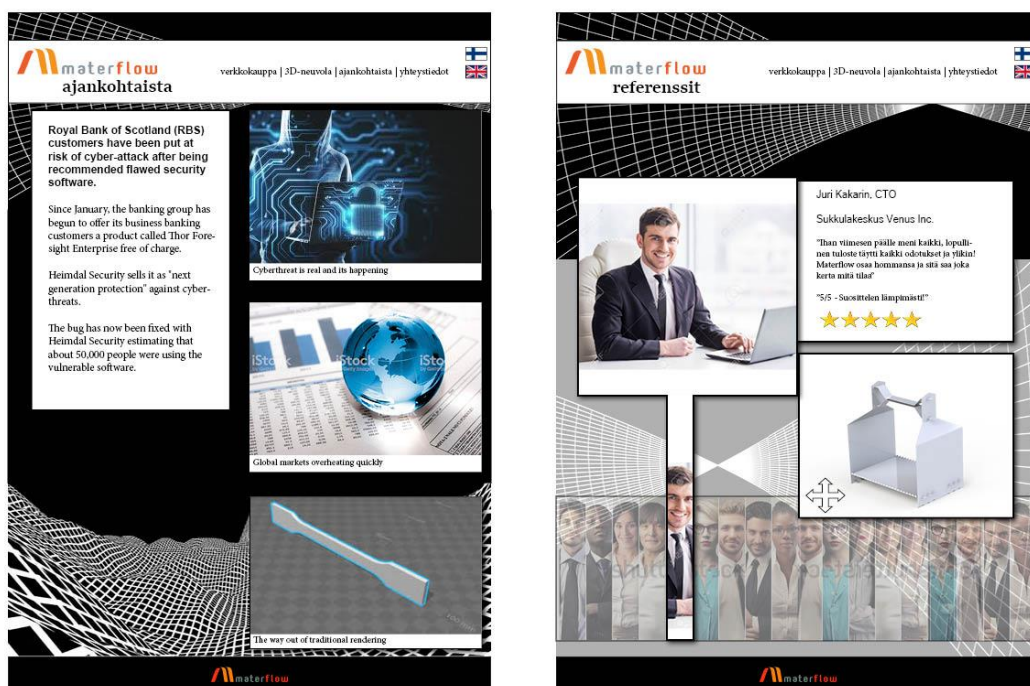 materflow
ajankohtaista
verkkokauppa | 3D-neuvola | ajankohtaista | yhteystiedot
Royal Bank of Scotland (RBS)
customers have been put at
risk of cyber-attack after being
recommended flawed security
software.
Since January, the banking group has
begun to offer its business banking
customers a product called Thor Fore-
sight Enterprise free of charge.
Heimdal Security sells it as "next
generation protection" against cyber-
threats.
The bug has now been fixed with
Heimdal Security estimating that
about 50,000 people were using the
vulnerable software.
Cyberthreat is real and its happening
iStock
iStock
iStock
Global markets overheating quickly
The way out of traditional rendering
materflow
materflow
referenssit
verkkokauppa | 3D-neuvola | ajankohtaista | yhteystiedot
Juri Kakarin, CTO
Sukkulakeskus Venus Inc.
"Ihan viimesen päälle meni kaikki, lopulli-
nen tuloste täytti kaikki odotukset ja ylikin!
Materflow osaa hommansa ja sitä saa joka
kerta mitä tilaa"
"5/5 - Suosittelen lämpimästi!"
materflow